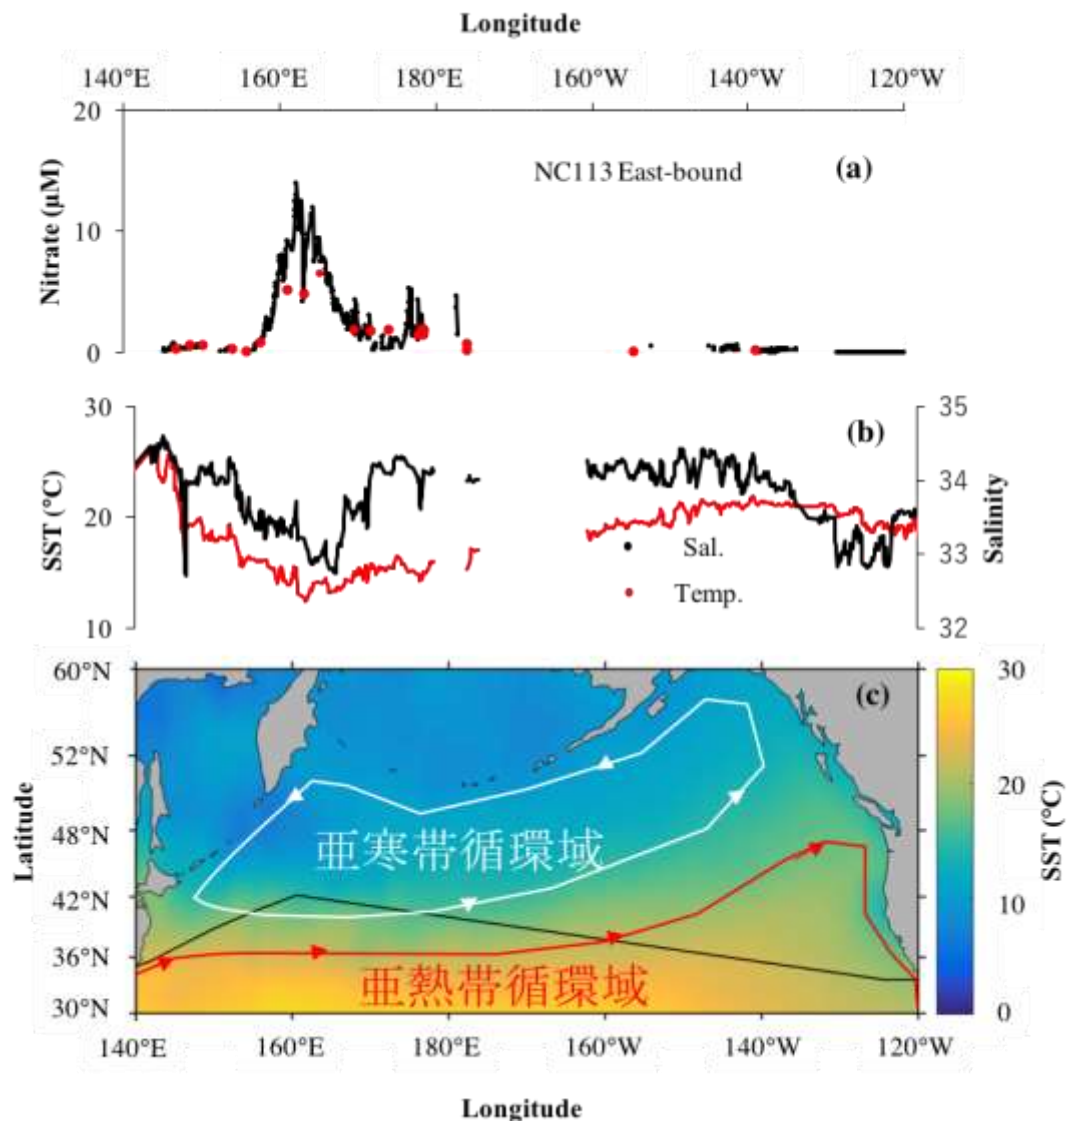 Longitude
140°E 160°E 180°E 160°W 140°W 120°W
20
10
0
Nitrate (µM)
NC113 East-bound
(a)
30
20
10
SST (°C)
35
34
33
32
Salinity
(b)
Sal.
Temp.
60°N
52°N
48°N
42°N
36°N
30°N
Latitude
(c)
亜寒帯循環域
亜熱帯循環域
30
20
10
0
SST (°C)
140°E 160°E 180°E 160°W 140°W 120°W
Longitude